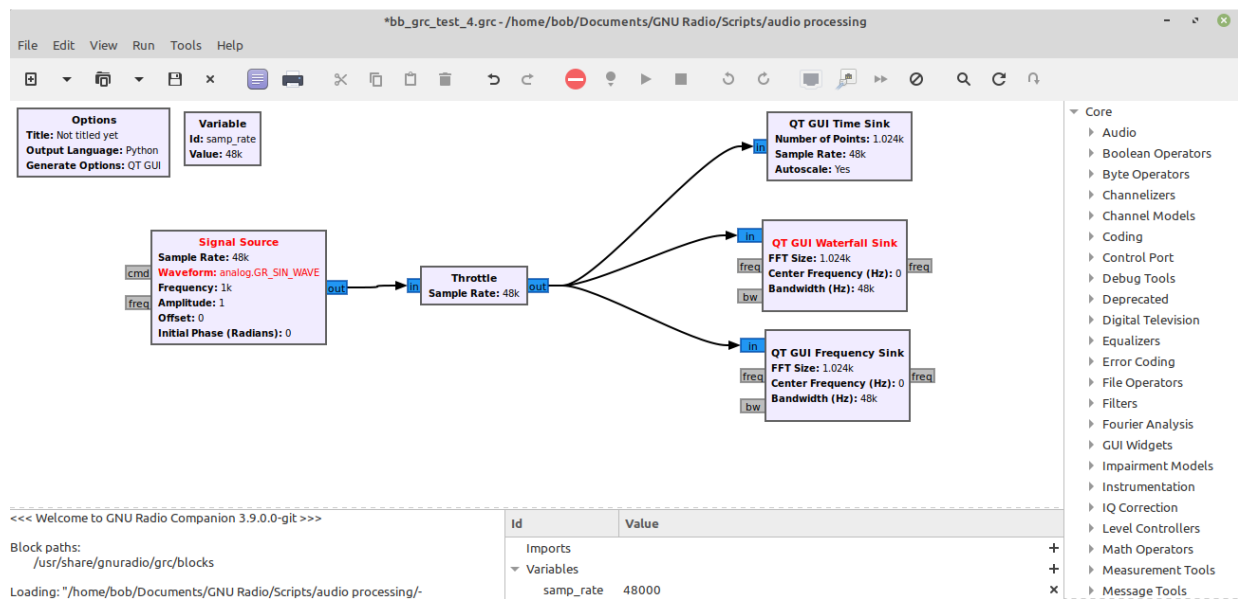 *bb_grc_test_4.grc - /home/bob/Documents/GNU Radio/Scripts/audio processing
File Edit View Run Tools Help
Options
Title: Not titled yet
Output Language: Python
Generate Options: QT GUI
Variable
Id: samp_rate
Value: 48k
Signal Source
Sample Rate: 48k
Waveform: analog.GR_SIN_WAVE
Frequency: 1k
Amplitude: 1
Offset: 0
Initial Phase (Radians): 0
cmd
freq
out
in
Throttle
Sample Rate: 48k
out
in
QT GUI Time Sink
Number of Points: 1.024k
Sample Rate: 48k
Autoscale: Yes
in
freq
bw
QT GUI Waterfall Sink
FFT Size: 1.024k
Center Frequency (Hz): 0
Bandwidth (Hz): 48k
freq
in
freq
bw
QT GUI Frequency Sink
FFT Size: 1.024k
Center Frequency (Hz): 0
Bandwidth (Hz): 48k
freq
Core
Audio
Boolean Operators
Byte Operators
Channelizers
Channel Models
Coding
Control Port
Debug Tools
Deprecated
Digital Television
Equalizers
Error Coding
File Operators
Filters
Fourier Analysis
GUI Widgets
Impairment Models
Instrumentation
IQ Correction
Level Controllers
Math Operators
Measurement Tools
Message Tools
<<< Welcome to GNU Radio Companion 3.9.0.0-git >>>
Block paths:
/usr/share/gnuradio/grc/blocks
Loading: "/home/bob/Documents/GNU Radio/Scripts/audio processing/-
Id Value
Imports
Variables
samp_rate 48000